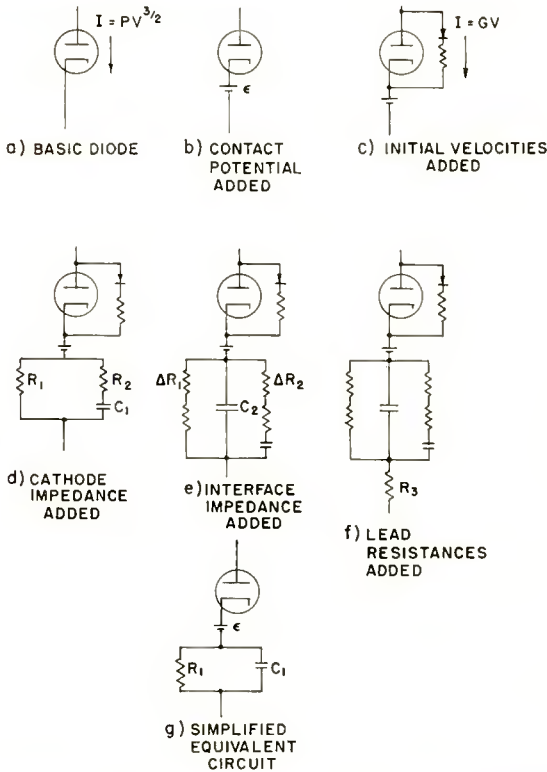 I = PV^3/2
a) BASIC DIODE
ε
b) CONTACT
POTENTIAL
ADDED
I = GV
c) INITIAL VELOCITIES
ADDED
R1
R2
C1
d) CATHODE
IMPEDANCE
ADDED
ΔR1
C2
ΔR2
e) INTERFACE
IMPEDANCE
ADDED
R3
f) LEAD
RESISTANCES
ADDED
ε
R1
C1
g) SIMPLIFIED
EQUIVALENT
CIRCUIT